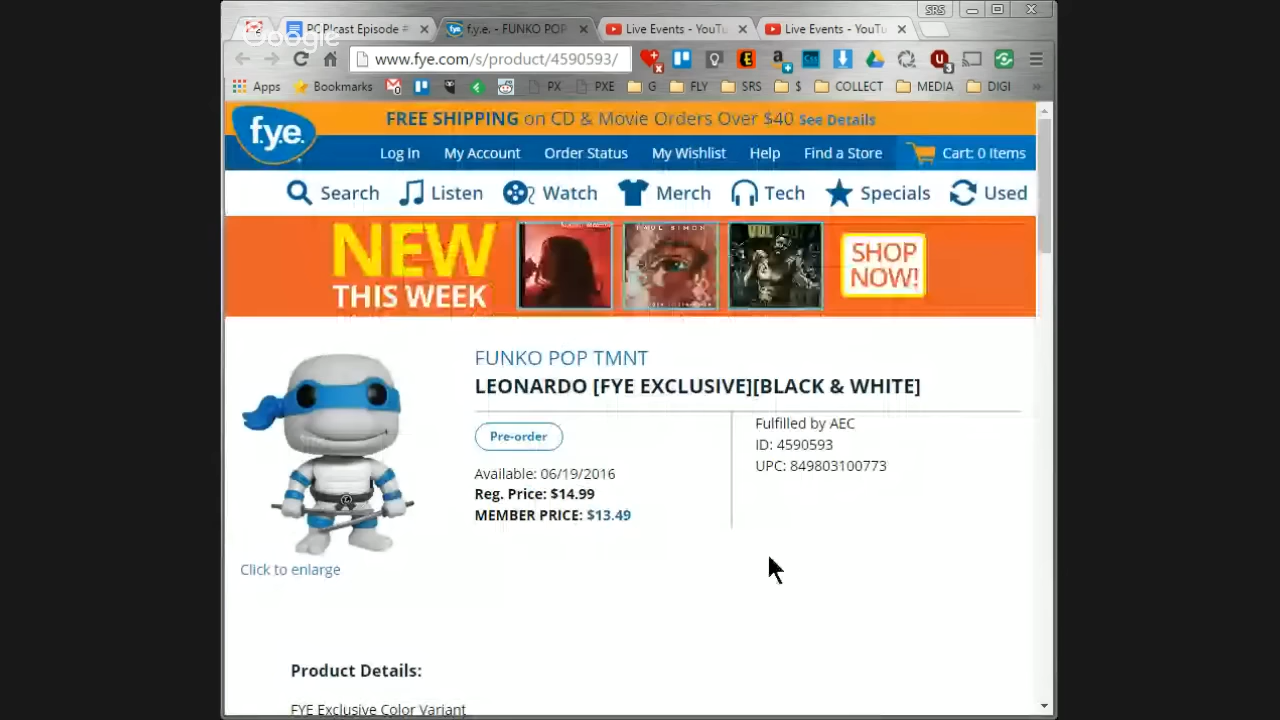 SRS
Google
PC Plcast Episode #
f.y.e. - FUNKO POP
Live Events - YouTu
Live Events - YouTu
www.fye.com/s/product/4590593/
Apps Bookmarks PX PXE G FLY SRS $ COLLECT MEDIA DIGI »
FREE SHIPPING on CD & Movie Orders Over $40 See Details
f.y.e.
Log In My Account Order Status My Wishlist Help Find a Store Cart: 0 Items
Search Listen Watch Merch Tech Specials Used
NEW
THIS WEEK
PAUL SIMON
SHOP
NOW!
FUNKO POP TMNT
LEONARDO [FYE EXCLUSIVE][BLACK & WHITE]
Pre-order
Available: 06/19/2016
Reg. Price: $14.99
MEMBER PRICE: $13.49
Fulfilled by AEC
ID: 4590593
UPC: 849803100773
Click to enlarge
Product Details:
FYE Exclusive Color Variant